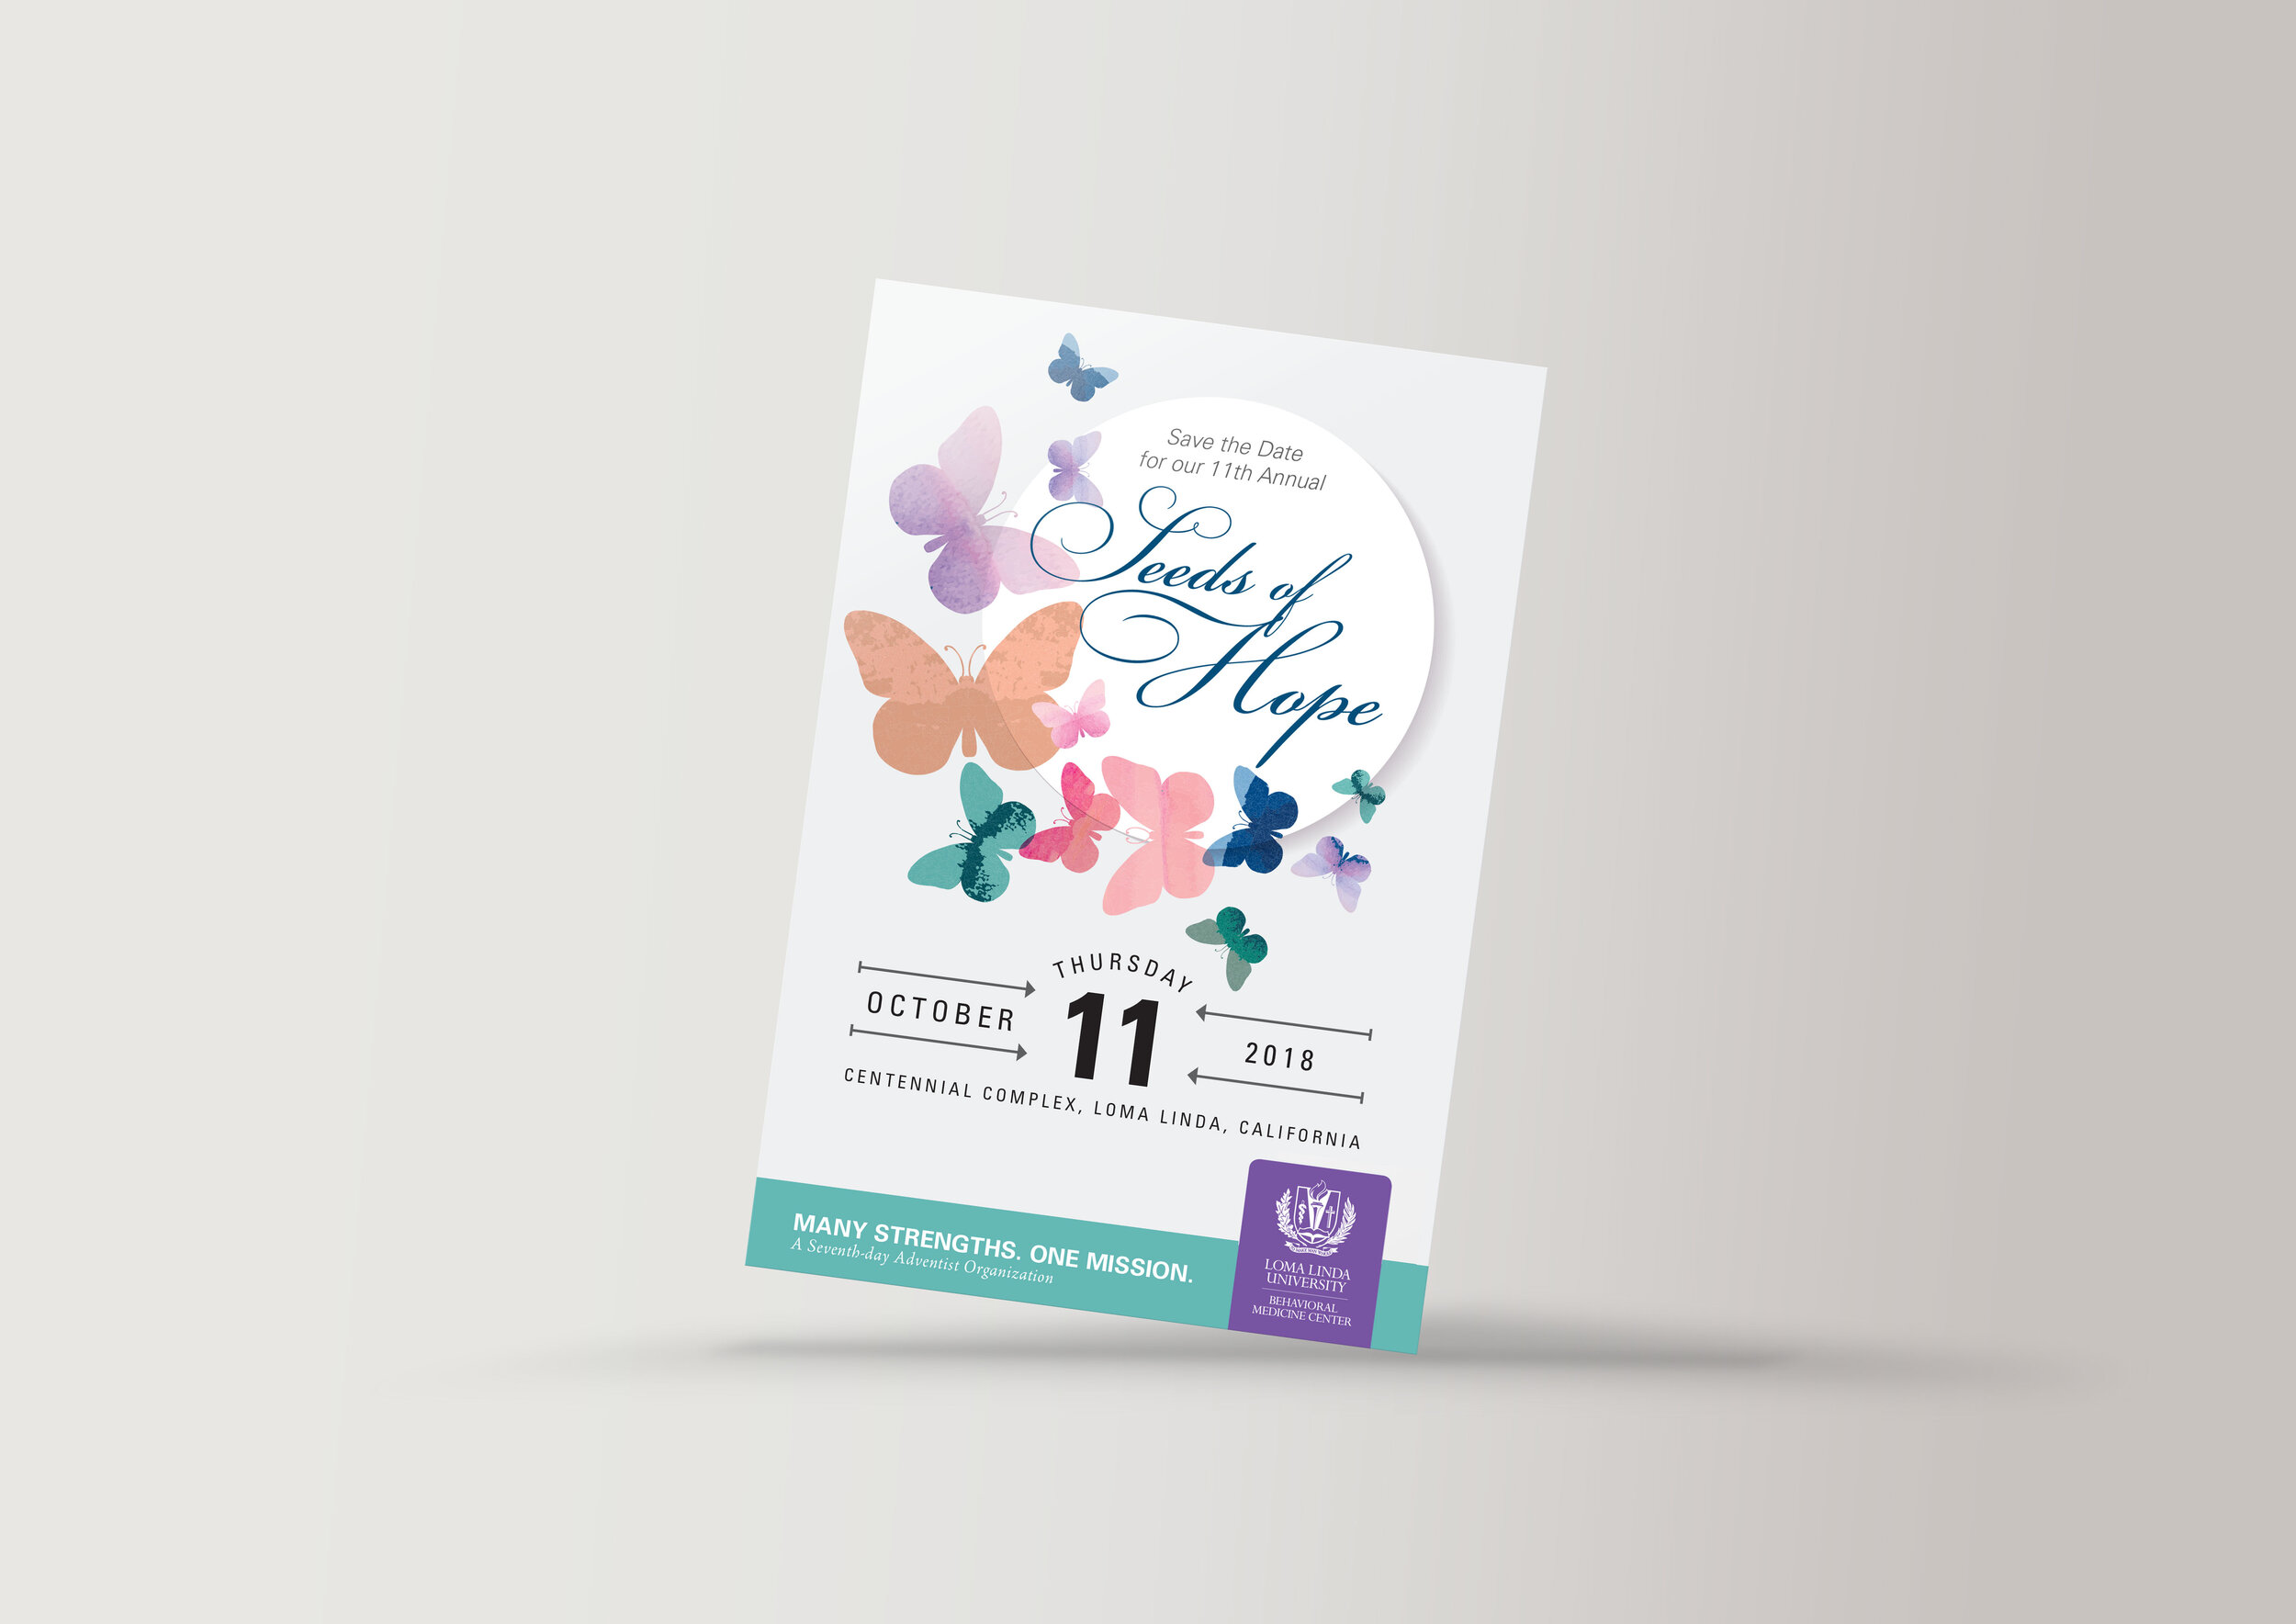 Save the Date
for our 11th Annual
Seeds of
Hope
THURSDAY
OCTOBER
11
2018
CENTENNIAL COMPLEX, LOMA LINDA, CALIFORNIA
MANY STRENGTHS. ONE MISSION.
A Seventh-day Adventist Organization
LOMA LINDA
UNIVERSITY
BEHAVIORAL
MEDICINE CENTER